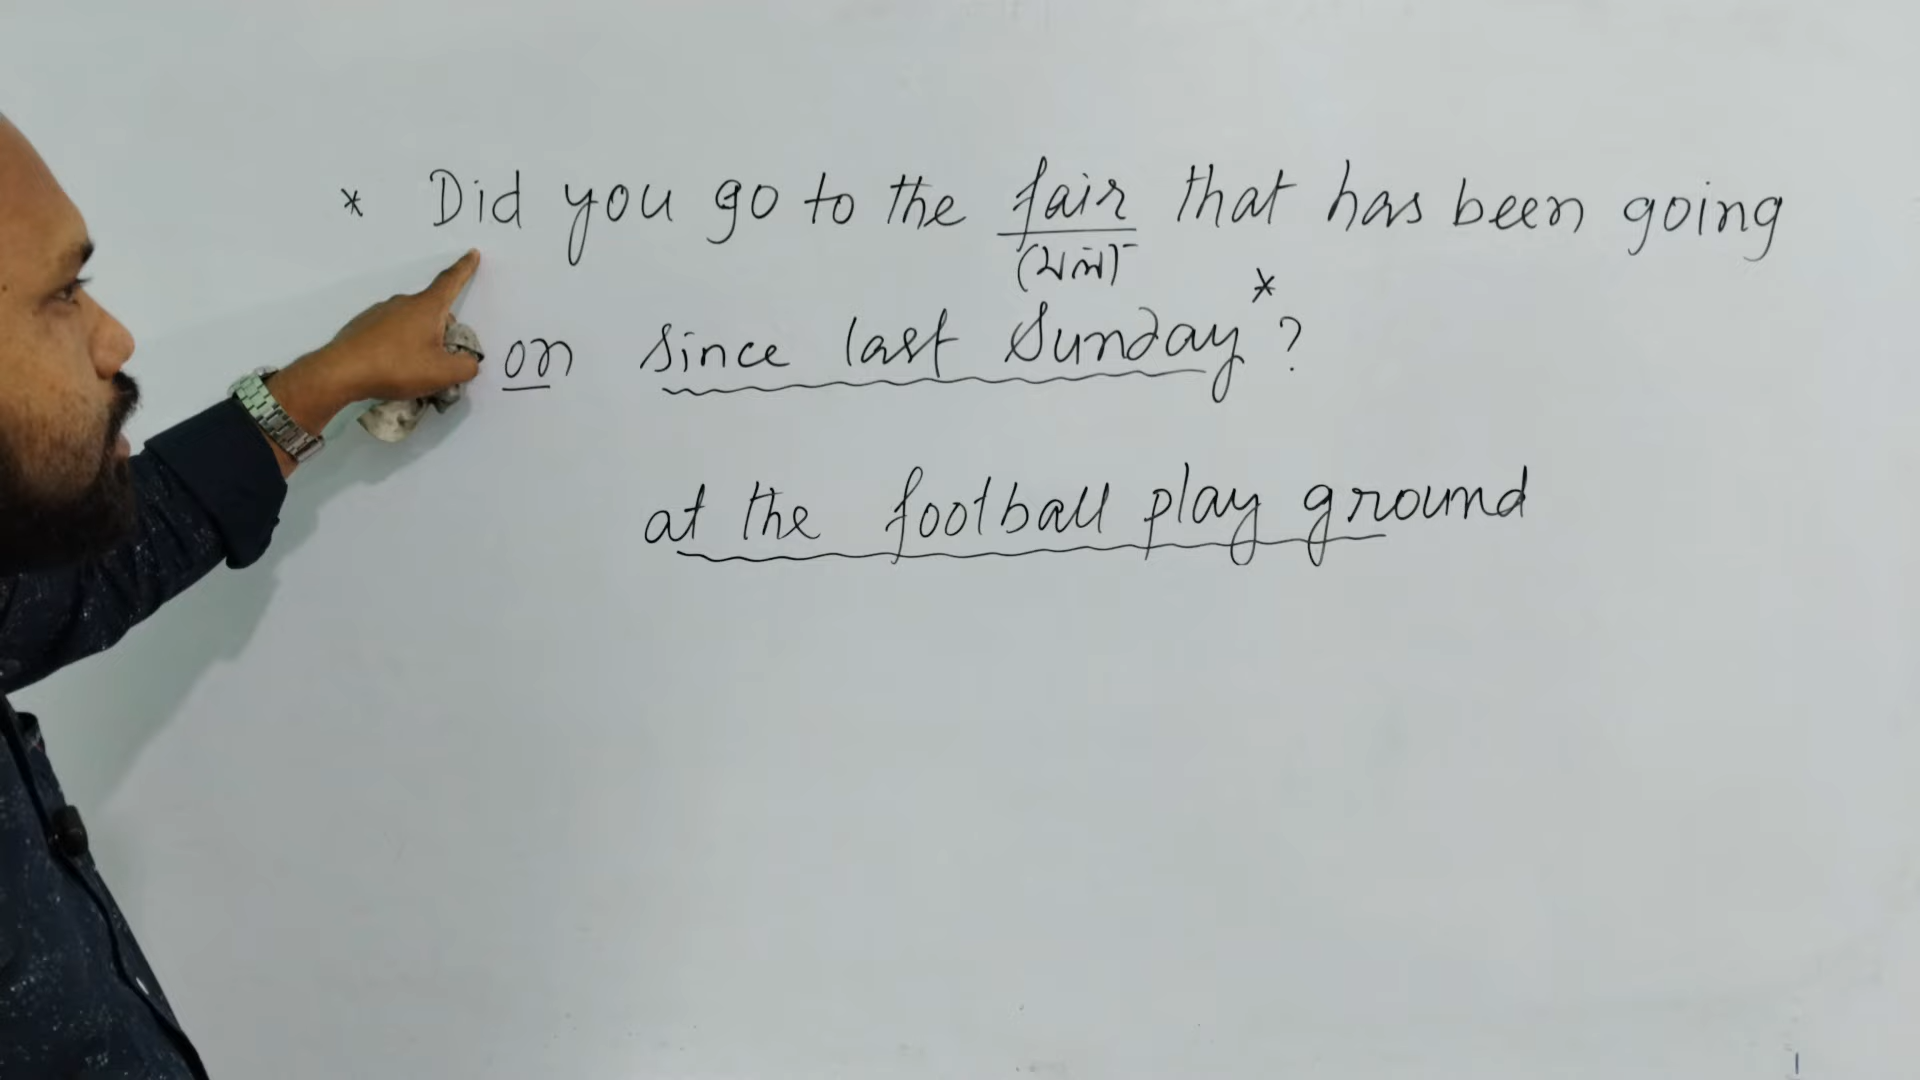 * Did you go to the fair that has been going
(মেলা)
on since last Sunday * ?
at the football play ground